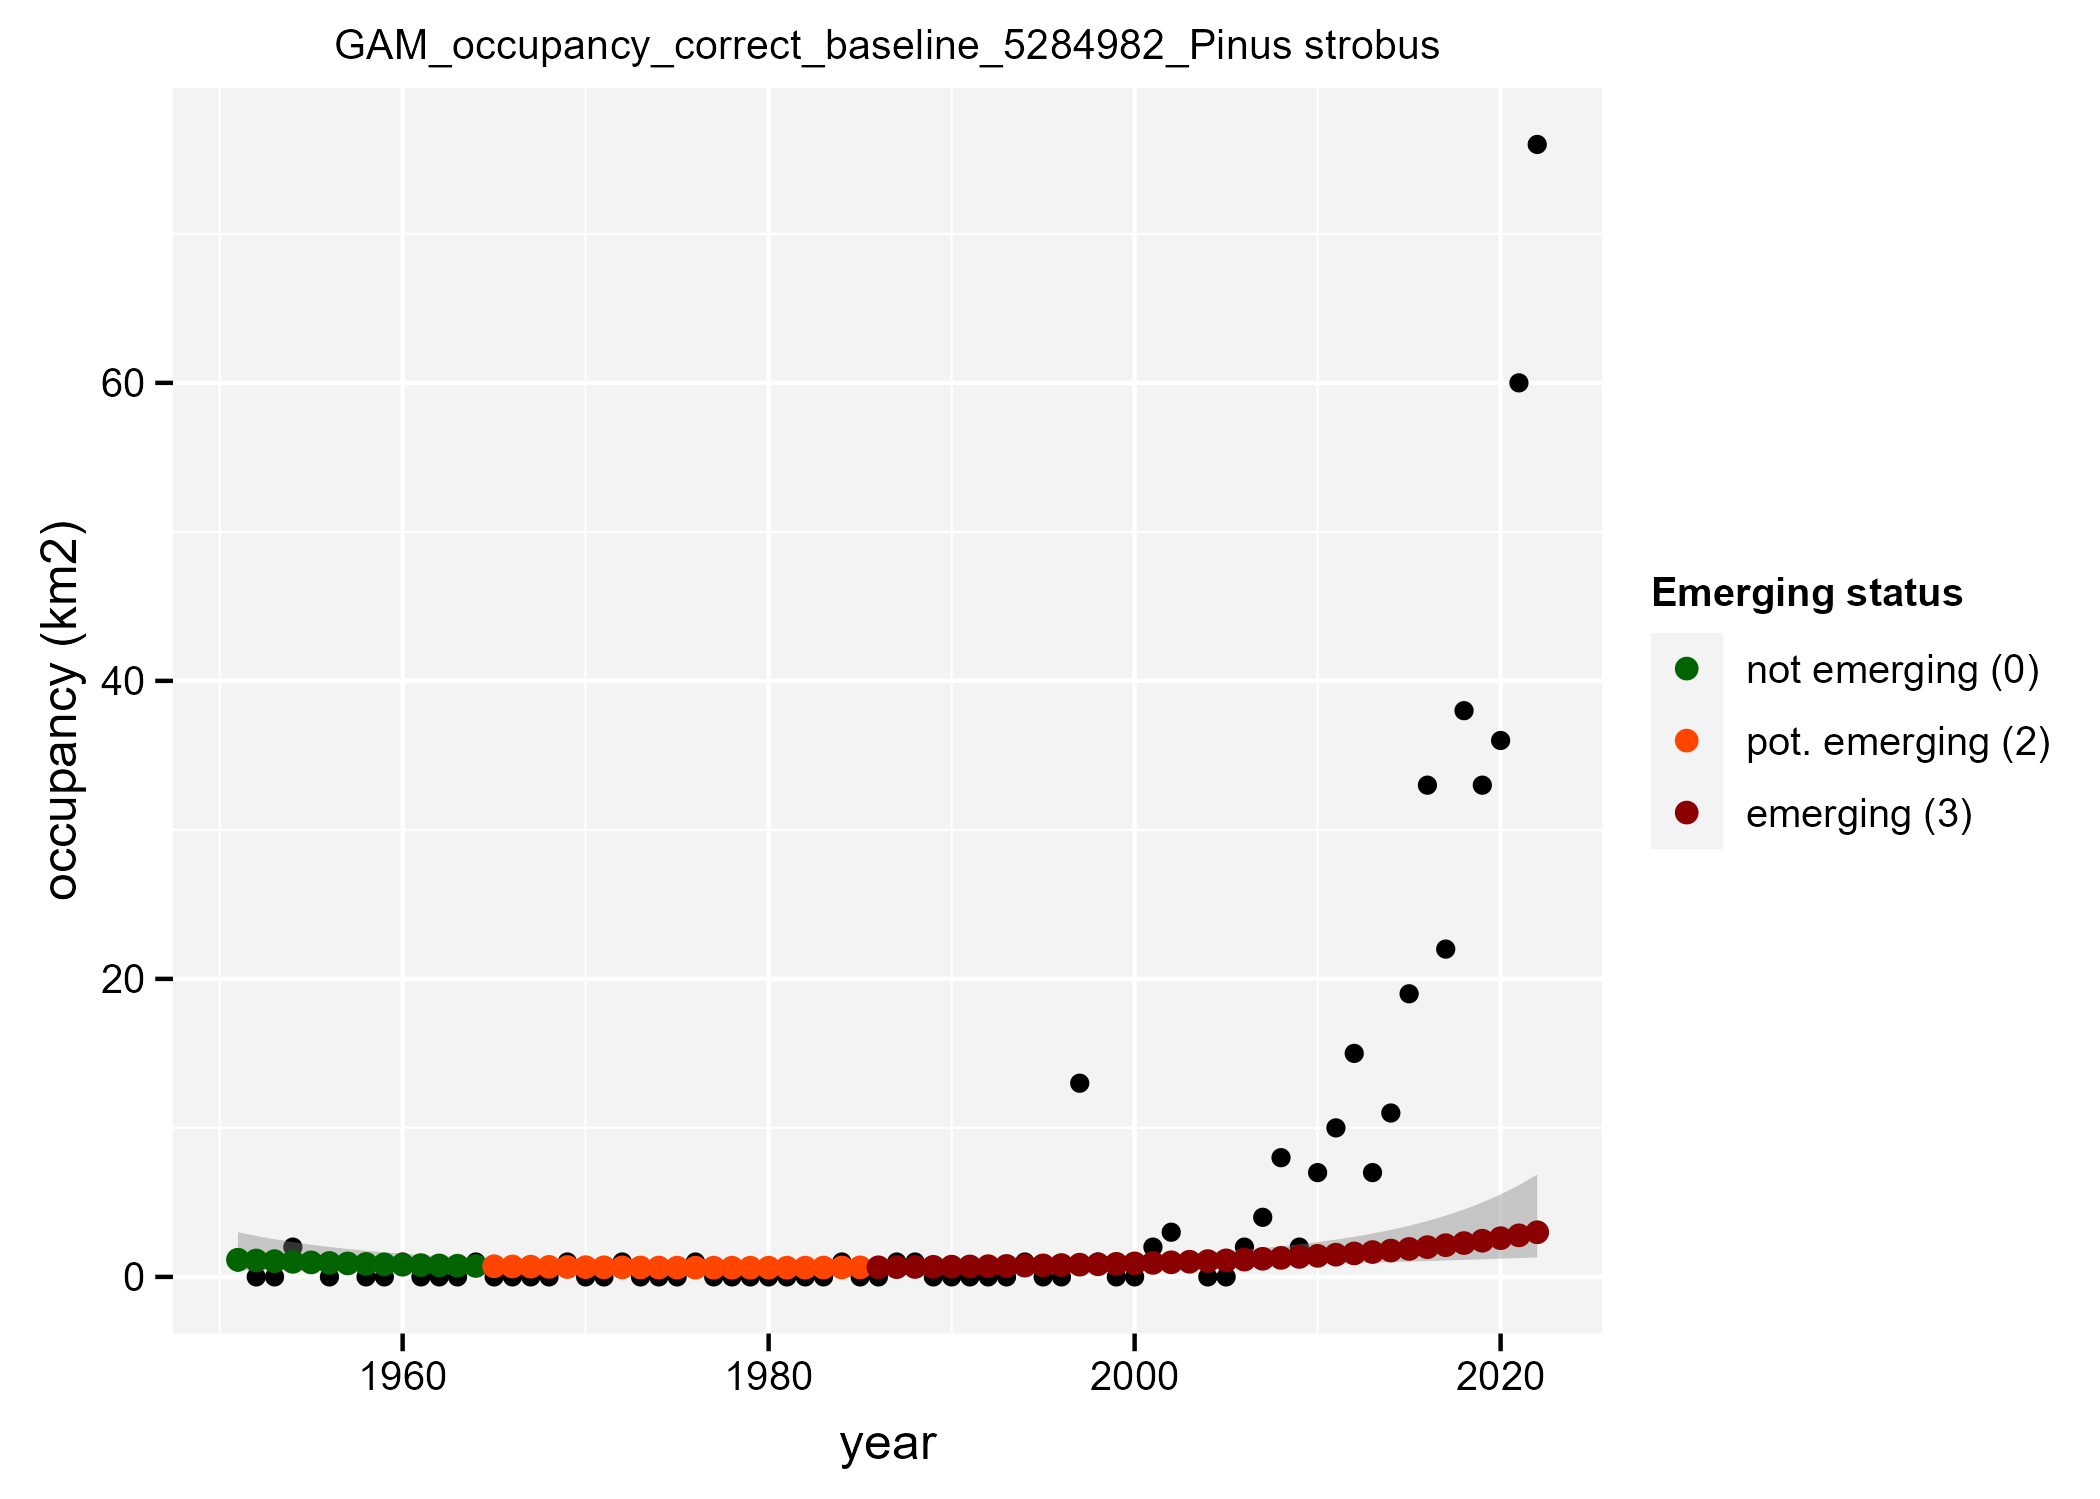 GAM_occupancy_correct_baseline_5284982_Pinus strobus
occupancy (km2)
60
40
20
0
1960
1980
2000
2020
year
Emerging status
not emerging (0)
pot. emerging (2)
emerging (3)